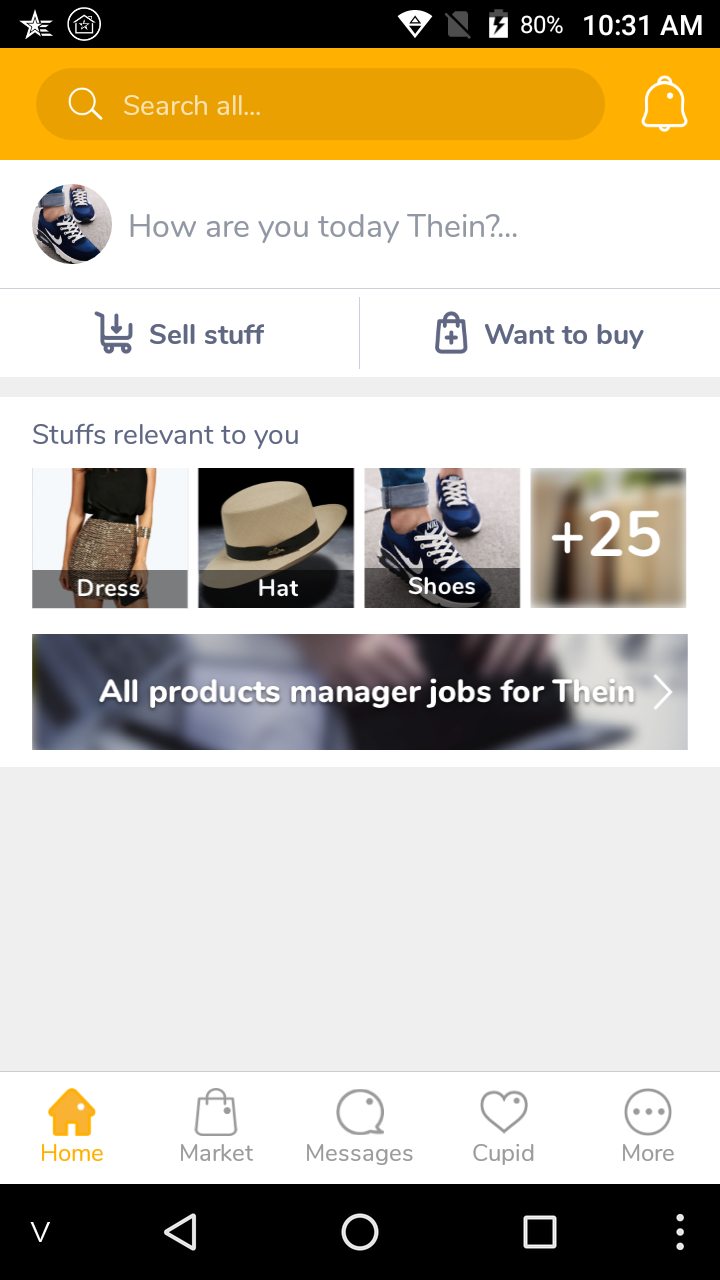 80% 10:31 AM
Search all...
How are you today Thein?...
Sell stuff
Want to buy
Stuffs relevant to you
Dress
Hat
Shoes
+25
All products manager jobs for Thein
Home
Market
Messages
Cupid
More